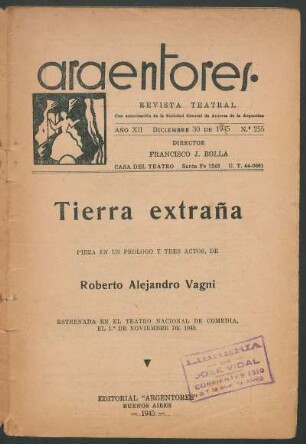 argentores.
REVISTA TEATRAL
Con autorización de la Sociedad General de Autores de la Argentina
AÑO XII DICIEMBRE 30 DE 1945 N.º 255
DIRECTOR
FRANCISCO J. BOLLA
CASA DEL TEATRO Santa Fe 1243 U. T. 44-
Tierra extraña
PIEZA EN UN PROLOGO Y TRES ACTOS, DE
Roberto Alejandro Vagni
ESTRENADA EN EL TEATRO NACIONAL DE COMEDIA,
EL 1.º DE NOVIEMBRE DE 1945.
LIBRERIA
DE
JOSE VIDAL
CORRIENTES 1310
EDITORIAL "ARGENTORES"
BUENOS AIRES
—1945—